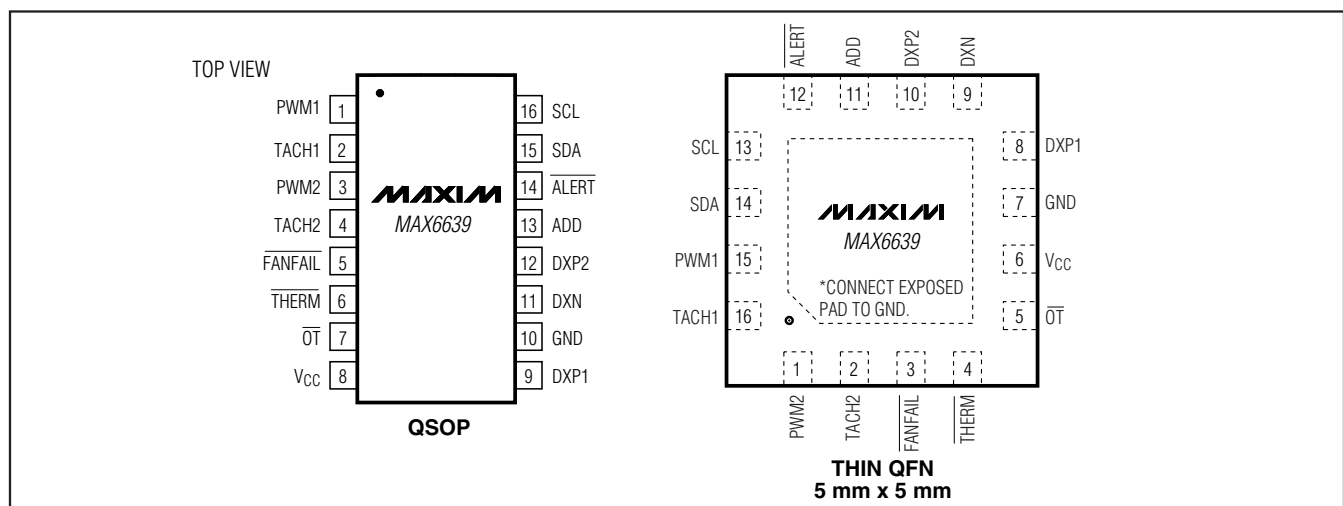 TOP VIEW
PWM1 1 16 SCL
TACH1 2 15 SDA
PWM2 3 14 ALERT
TACH2 4 13 ADD
FANFAIL 5 12 DXP2
THERM 6 11 DXN
OT 7 10 GND
VCC 8 9 DXP1
MAXIM
MAX6639
QSOP
ALERT ADD DXP2 DXN
12 11 10 9
SCL 13 8 DXP1
SDA 14 7 GND
PWM1 15 6 VCC
TACH1 16 5 OT
MAXIM
MAX6639
*CONNECT EXPOSED
PAD TO GND.
1 2 3 4
PWM2 TACH2 FANFAIL THERM
THIN QFN
5 mm x 5 mm